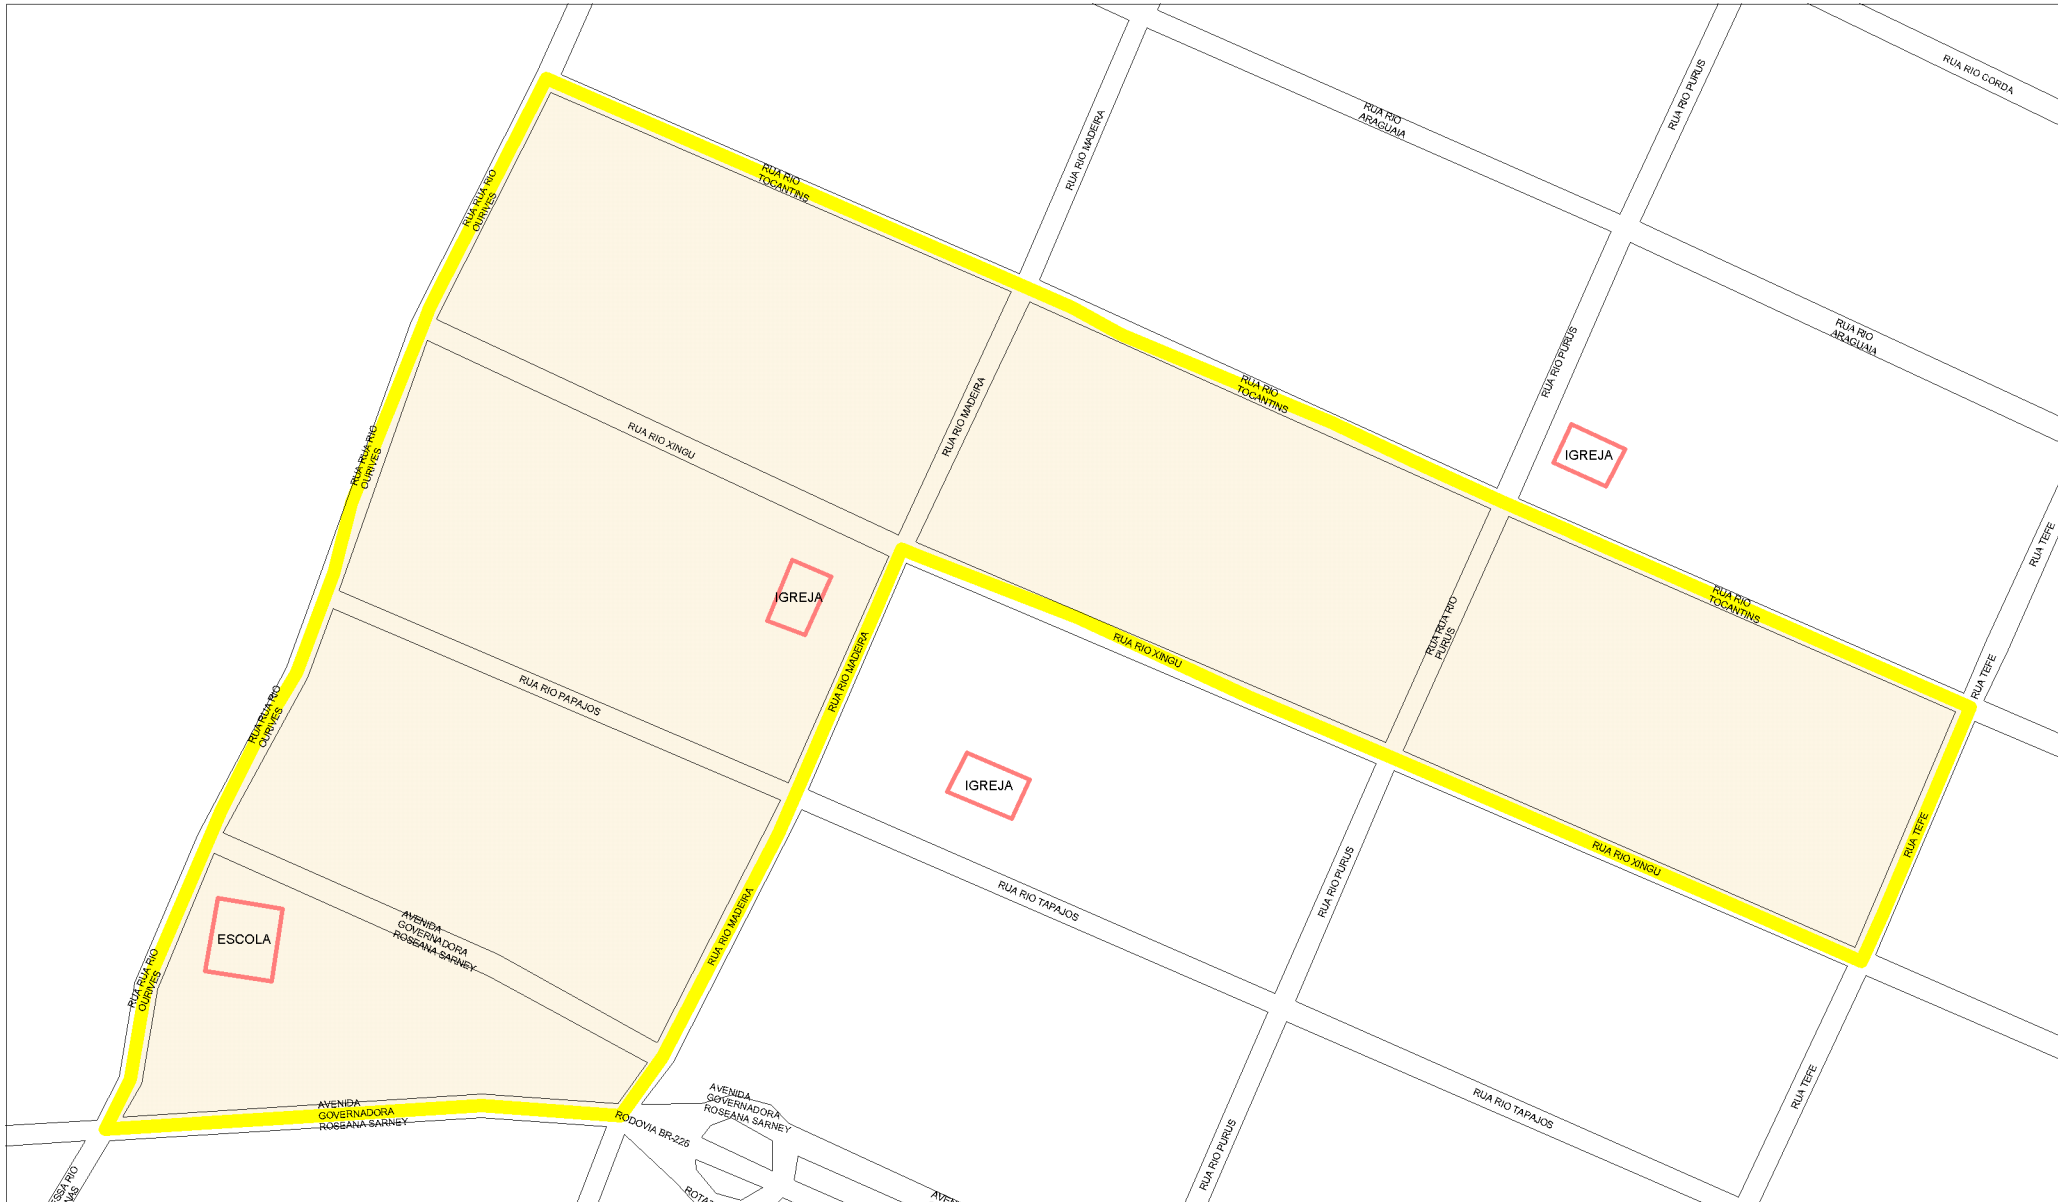 RUA RIO CORDA
RUA RIO PURUS
RUA RIO
ARAGUAIA
RUA RIO MADEIRA
RUA RIO
TOCANTINS
RUA RUA RIO
OURIVES
RUA RIO
ARAGUAIA
RUA RIO PURUS
RUA RIO
TOCANTINS
RUA RIO MADEIRA
RUA RIO XINGU
RUA RUA RIO
OURIVES
IGREJA
RUA TEFE
IGREJA
RUA RIO
TOCANTINS
RUA RUA RIO
PURUS
RUA RIO XINGU
RUA RIO MADEIRA
RUA TEFE
RUA RIO PAPAJOS
RUA RUA RIO
OURIVES
IGREJA
RUA TEFE
RUA RIO XINGU
RUA RIO PURUS
RUA RIO TAPAJOS
RUA RIO MADEIRA
AVENIDA
GOVERNADORA
ROSEANA SARNEY
ESCOLA
RUA RUA RIO
OURIVES
RUA TEFE
RUA RIO TAPAJOS
AVENIDA
GOVERNADORA
ROSEANA SARNEY
AVENIDA
GOVERNADORA
ROSEANA SARNEY
RODOVIA BR-226
RUA RIO PURUS